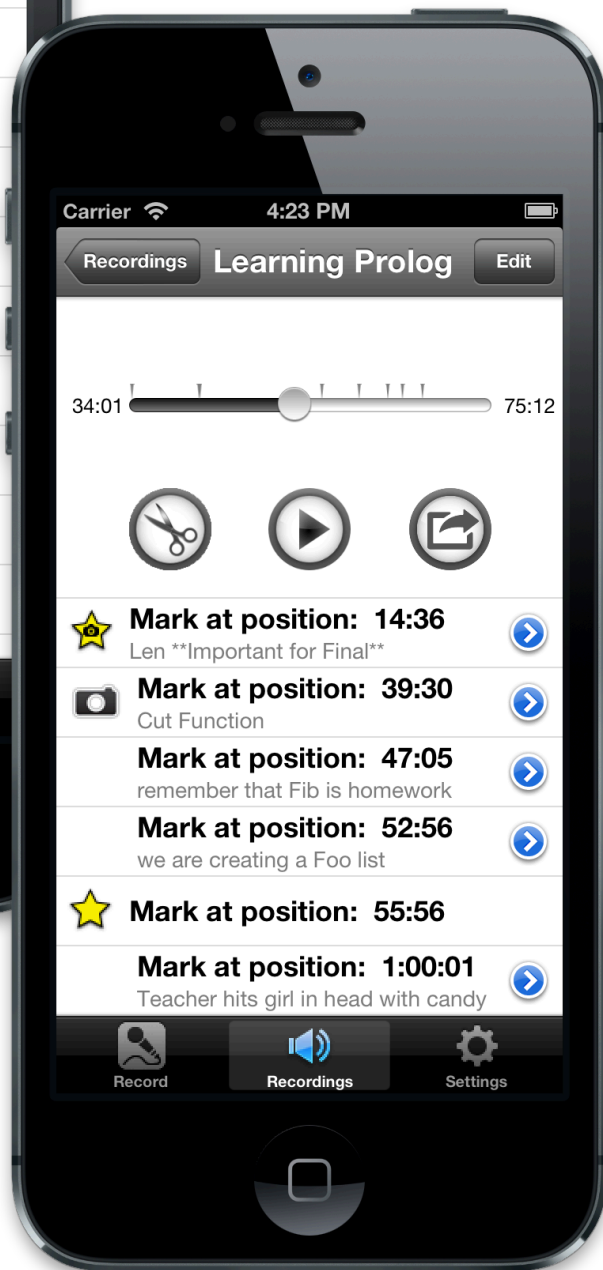 Carrier 4:23 PM
Recordings Learning Prolog Edit
34:01 75:12
Mark at position: 14:36
Len **Important for Final**
Mark at position: 39:30
Cut Function
Mark at position: 47:05
remember that Fib is homework
Mark at position: 52:56
we are creating a Foo list
Mark at position: 55:56
Mark at position: 1:00:01
Teacher hits girl in head with candy
Record Recordings Settings